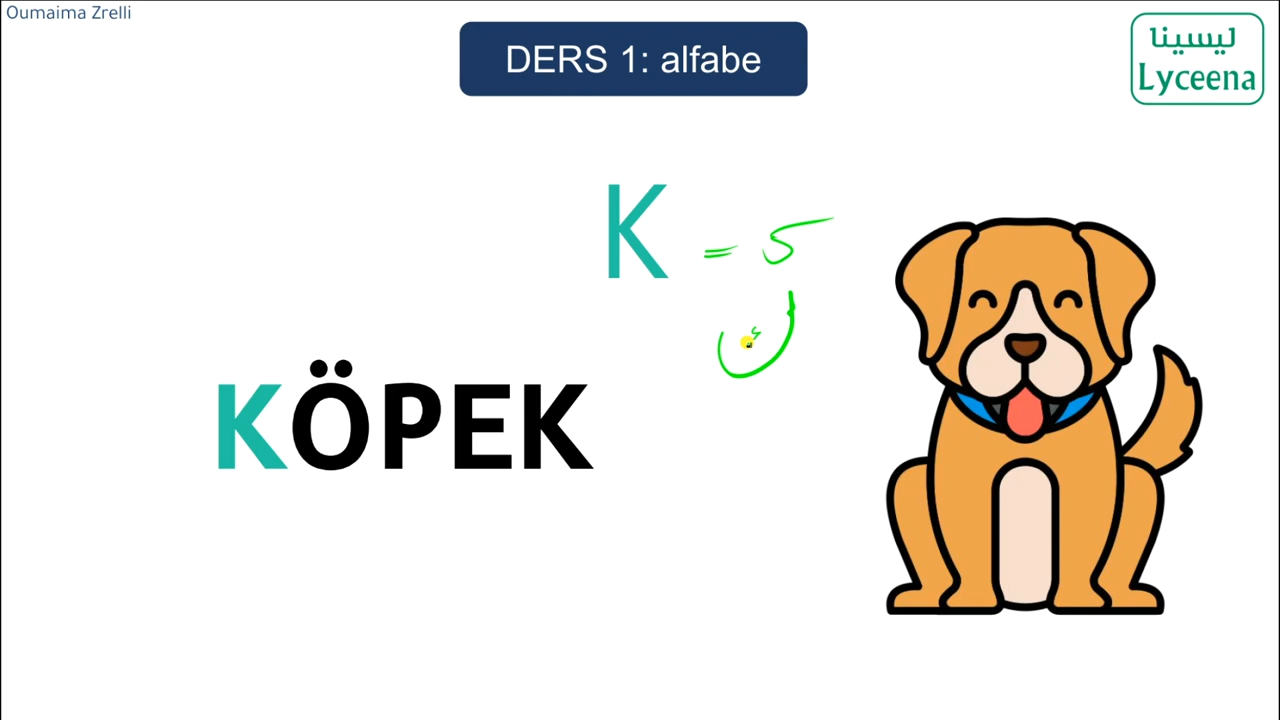 Oumaima Zrelli
DERS 1: alfabe
ليسينا
Lyceena
K
KÖPEK